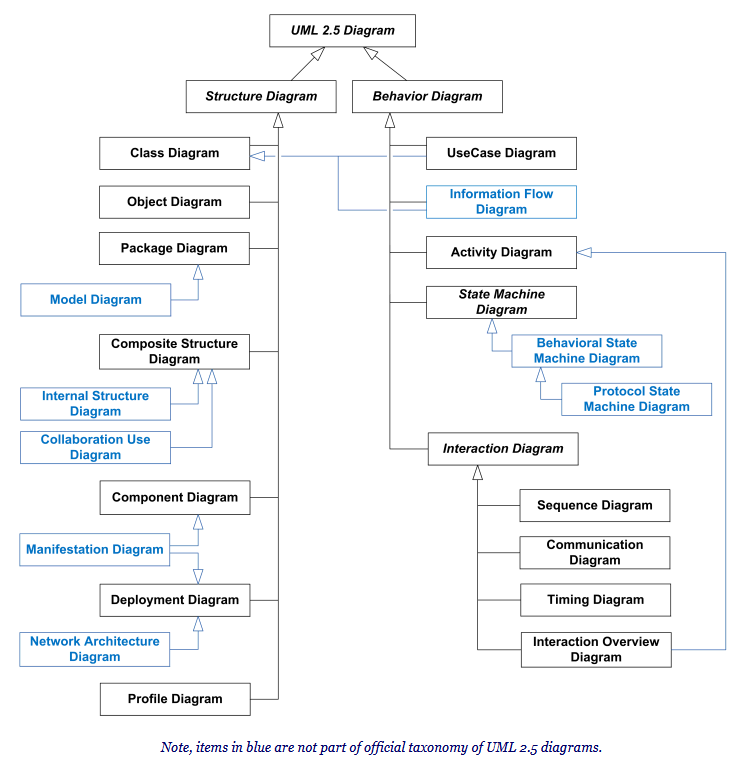 UML 2.5 Diagram
Structure Diagram
Behavior Diagram
Class Diagram
UseCase Diagram
Object Diagram
Information Flow
Diagram
Package Diagram
Activity Diagram
Model Diagram
State Machine
Diagram
Composite Structure
Diagram
Behavioral State
Machine Diagram
Internal Structure
Diagram
Protocol State
Machine Diagram
Collaboration Use
Diagram
Interaction Diagram
Component Diagram
Sequence Diagram
Manifestation Diagram
Communication
Diagram
Deployment Diagram
Timing Diagram
Network Architecture
Diagram
Interaction Overview
Diagram
Profile Diagram
Note, items in blue are not part of official taxonomy of UML 2.5 diagrams.